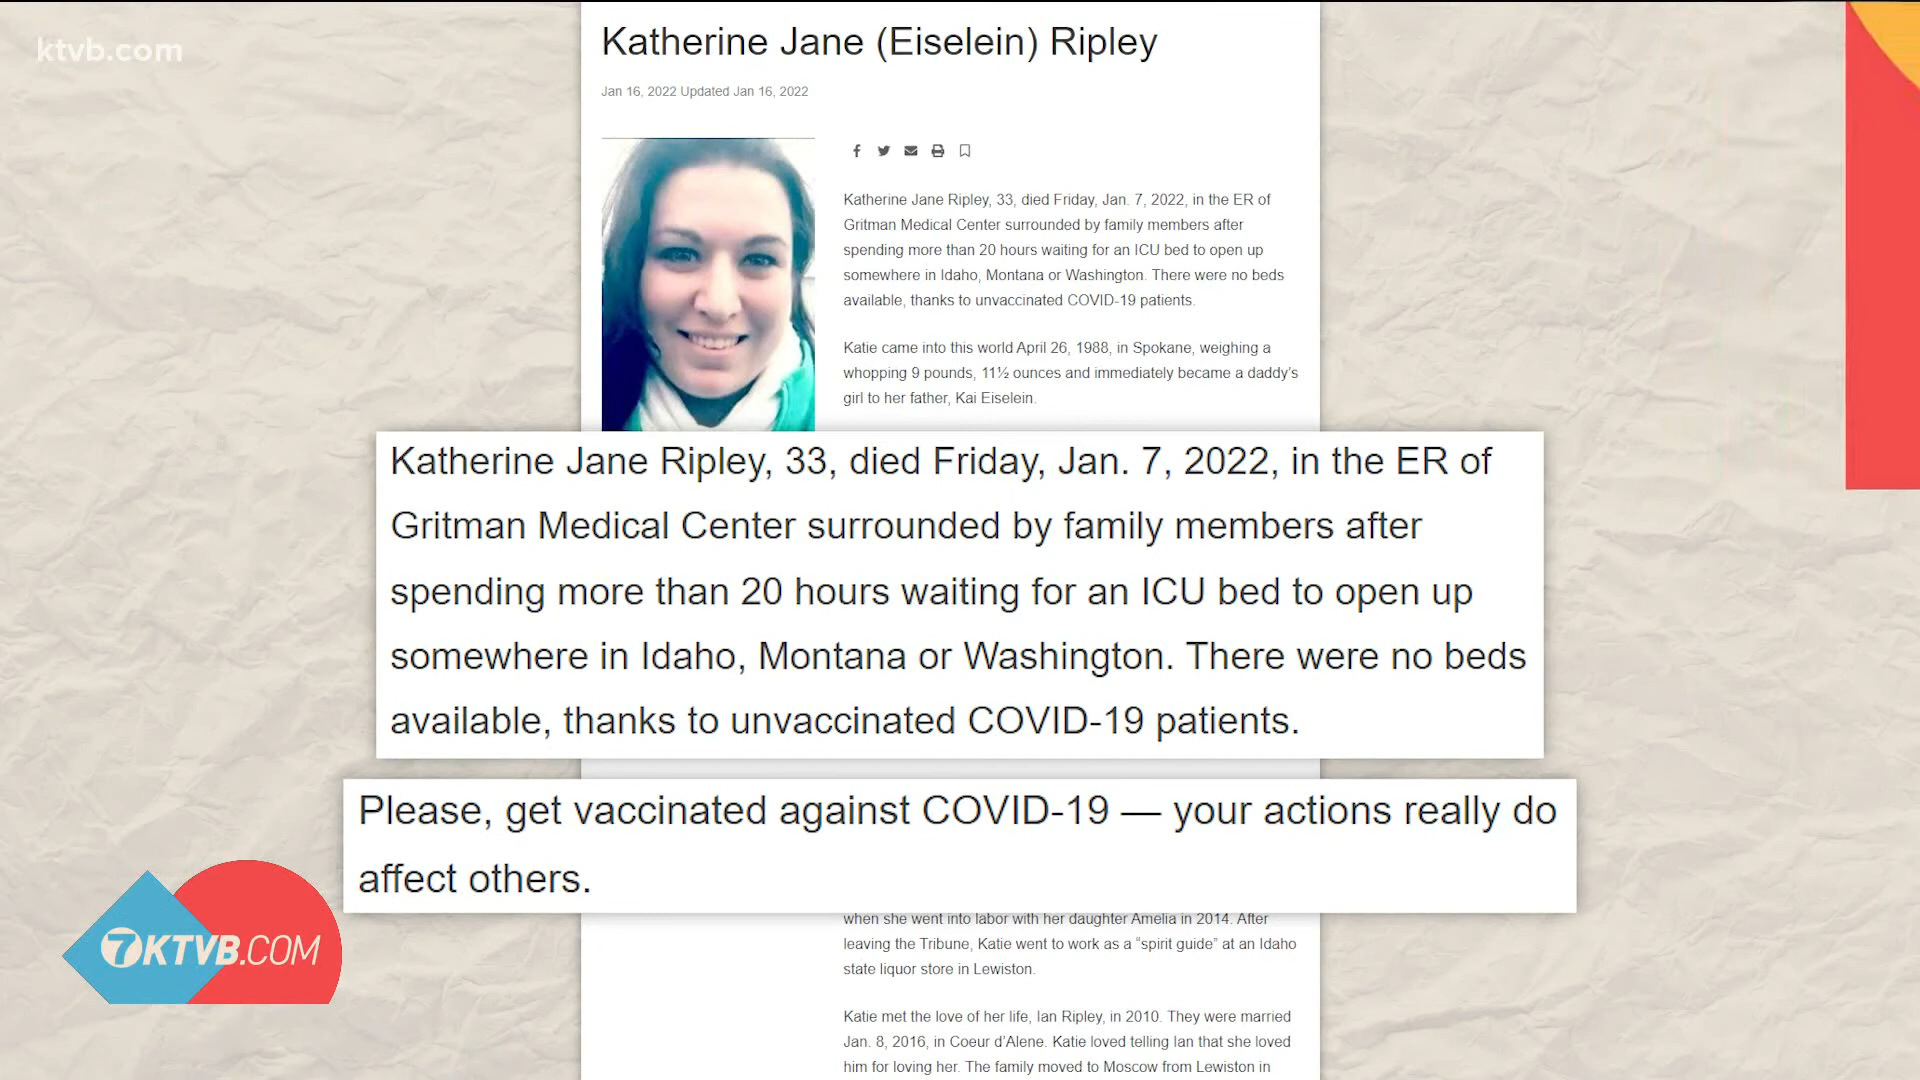 ktvb.com
Katherine Jane (Eiselein) Ripley
Jan 16, 2022 Updated Jan 16, 2022
Katherine Jane Ripley, 33, died Friday, Jan. 7, 2022, in the ER of
Gritman Medical Center surrounded by family members after
spending more than 20 hours waiting for an ICU bed to open up
somewhere in Idaho, Montana or Washington. There were no beds
available, thanks to unvaccinated COVID-19 patients.
Katie came into this world April 26, 1988, in Spokane, weighing a
whopping 9 pounds, 11½ ounces and immediately became a daddy's
girl to her father, Kai Eiselein.
Katherine Jane Ripley, 33, died Friday, Jan. 7, 2022, in the ER of
Gritman Medical Center surrounded by family members after
spending more than 20 hours waiting for an ICU bed to open up
somewhere in Idaho, Montana or Washington. There were no beds
available, thanks to unvaccinated COVID-19 patients.
Please, get vaccinated against COVID-19 — your actions really do
affect others.
when she went into labor with her daughter Amelia in 2014. After
leaving the Tribune, Katie went to work as a “spirit guide” at an Idaho
state liquor store in Lewiston.
Katie met the love of her life, Ian Ripley, in 2010. They were married
Jan. 8, 2016, in Coeur d'Alene. Katie loved telling Ian that she loved
him for loving her. The family moved to Moscow from Lewiston in
7KTVB.COM